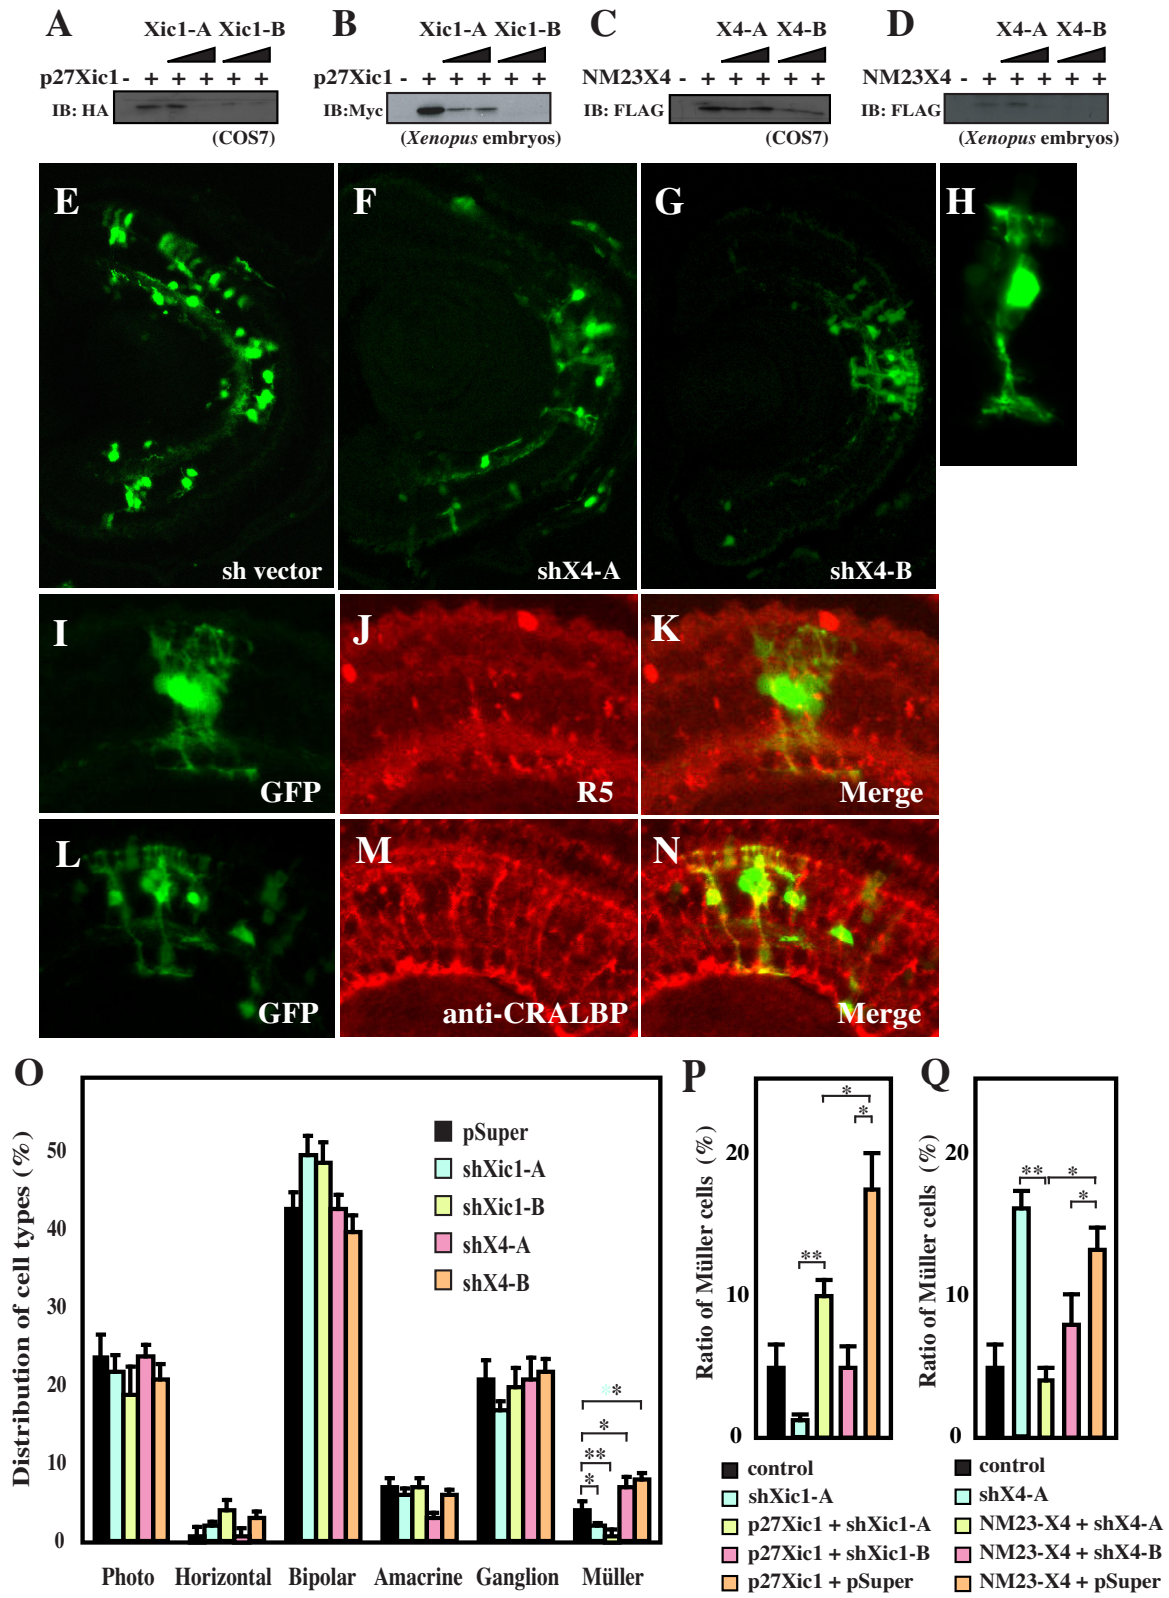 A
Xic1-A Xic1-B
p27Xic1 - + + + + +
IB: HA
(COS7)
B
Xic1-A Xic1-B
p27Xic1 - + + + + +
IB:Myc
(Xenopus embryos)
C
X4-A X4-B
NM23X4 - + + + + +
IB: FLAG
(COS7)
D
X4-A X4-B
NM23X4 - + + + + +
IB: FLAG
(Xenopus embryos)
E
sh vector
F
shX4-A
G
shX4-B
H
I
GFP
J
R5
K
Merge
L
GFP
M
anti-CRALBP
N
Merge
O
Distribution of cell types (%)
50
40
30
20
10
0
pSuper
shXic1-A
shXic1-B
shX4-A
shX4-B
**
*
**
*
Photo Horizontal Bipolar Amacrine Ganglion Müller
P
Ratio of Müller cells (%)
20
10
0
*
*
**
control
shXic1-A
p27Xic1 + shXic1-A
p27Xic1 + shXic1-B
p27Xic1 + pSuper
Q
Ratio of Müller cells (%)
20
10
0
** *
*
control
shX4-A
NM23-X4 + shX4-A
NM23-X4 + shX4-B
NM23-X4 + pSuper